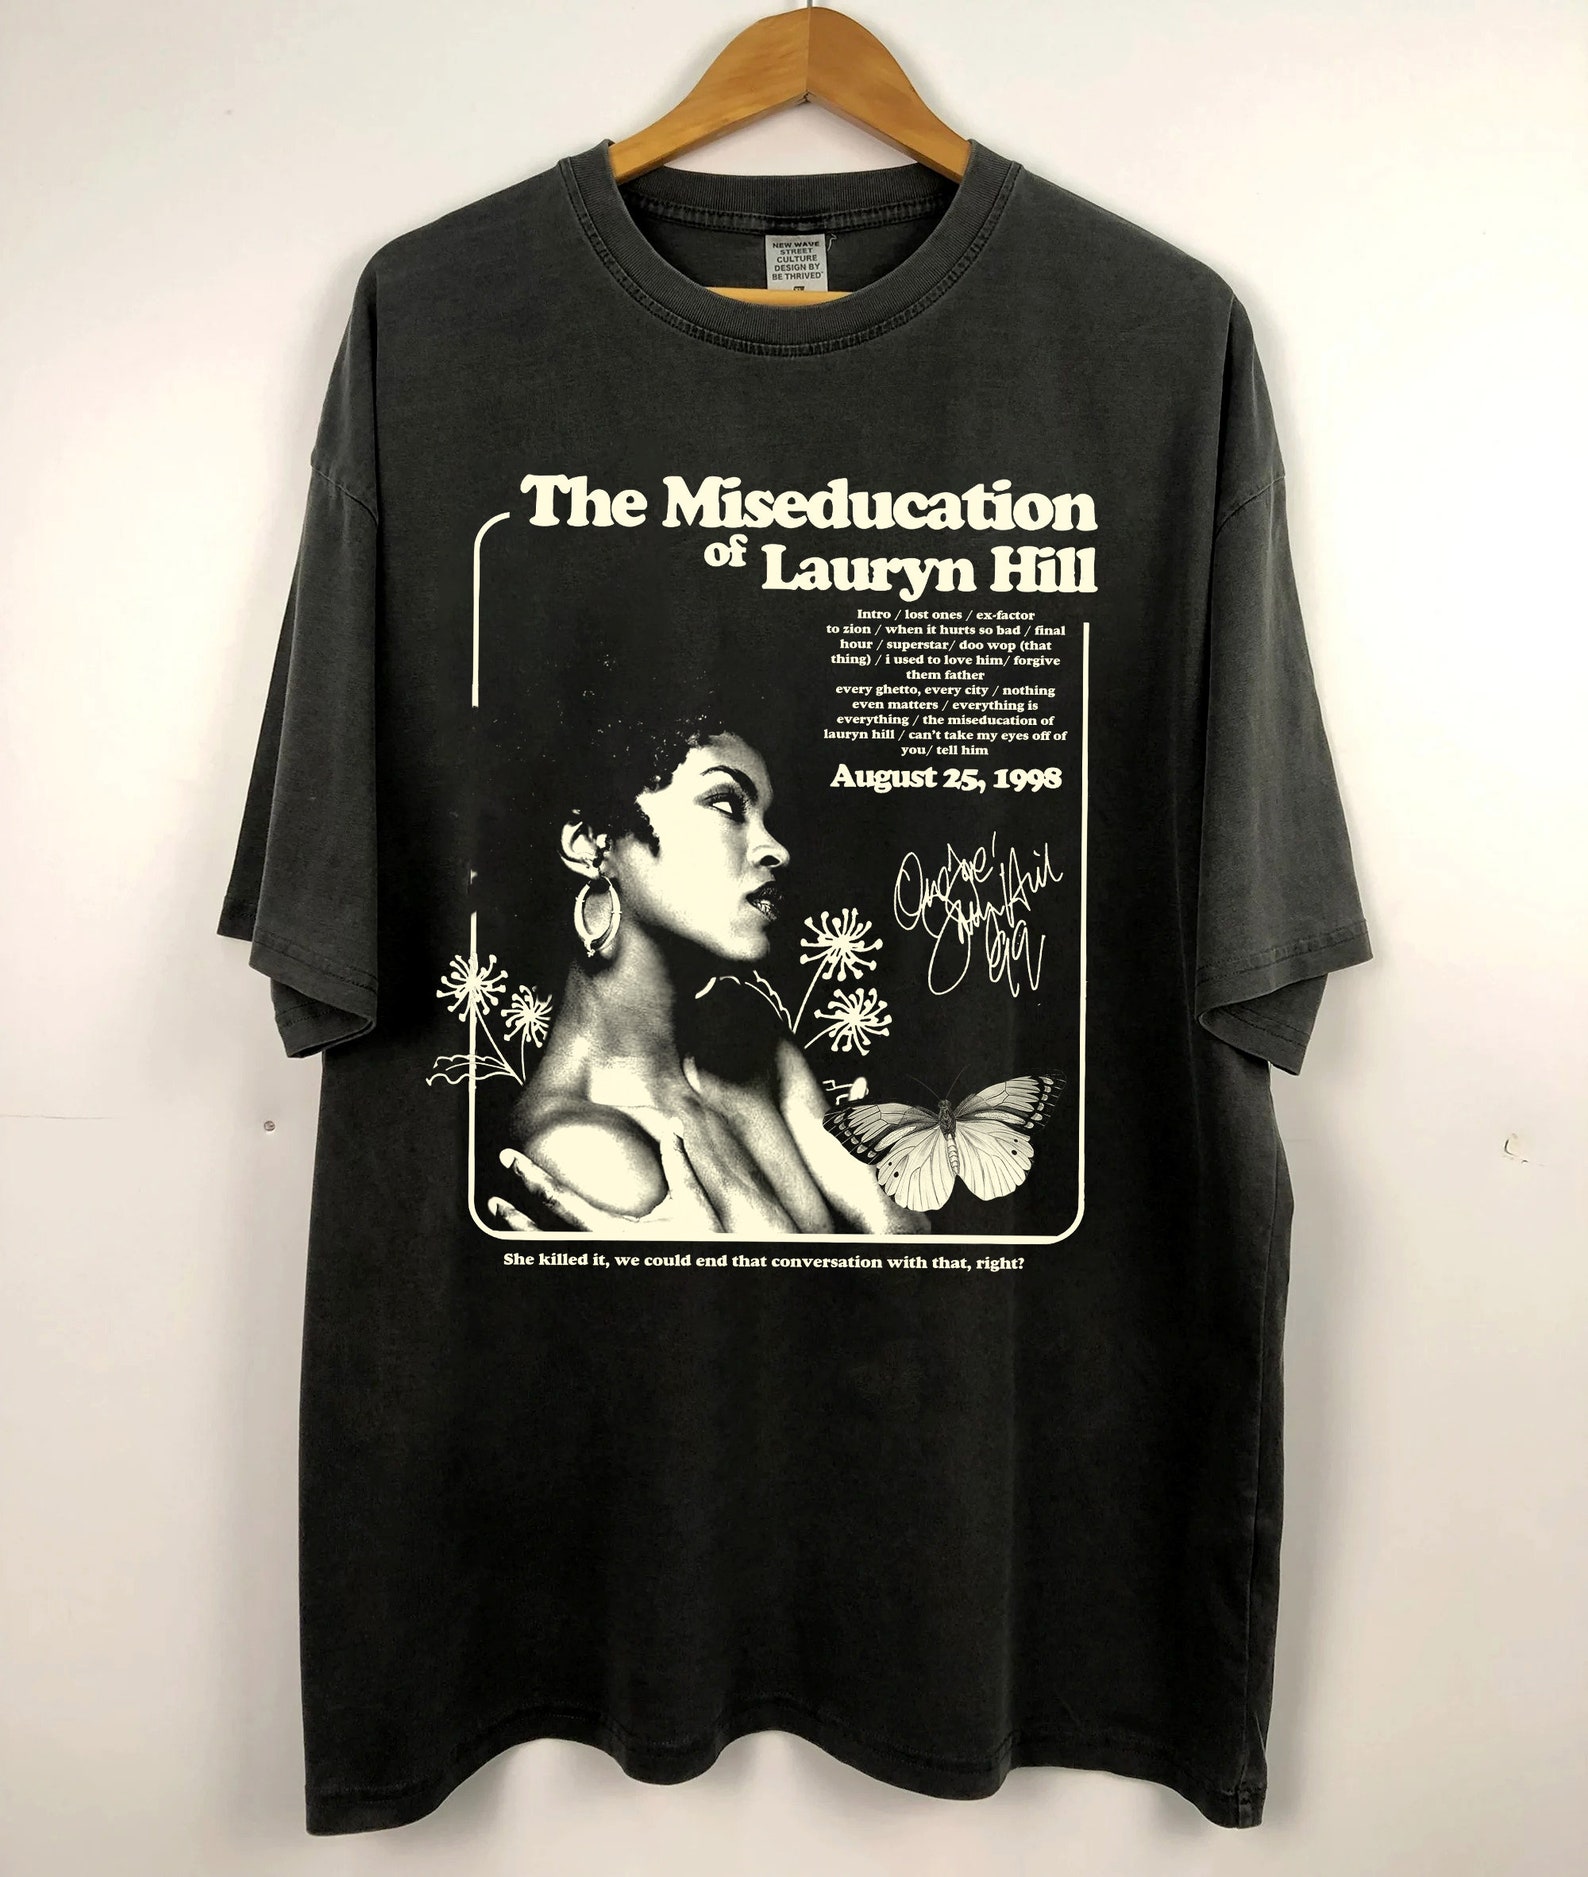 NEW WAVE
STREET
CULTURE
DESIGN BY
BE THRIVED
The Miseducation
of Lauryn Hill
Intro / lost ones / ex-factor
to zion / when it hurts so bad / final
hour / superstar/ doo wop (that
thing) / i used to love him/ forgive
them father
every ghetto, every city / nothing
even matters / everything is
everything / the miseducation of
lauryn hill / can't take my eyes off of
you/ tell him
August 25, 1998
Hill
99
She killed it, we could end that conversation with that, right?